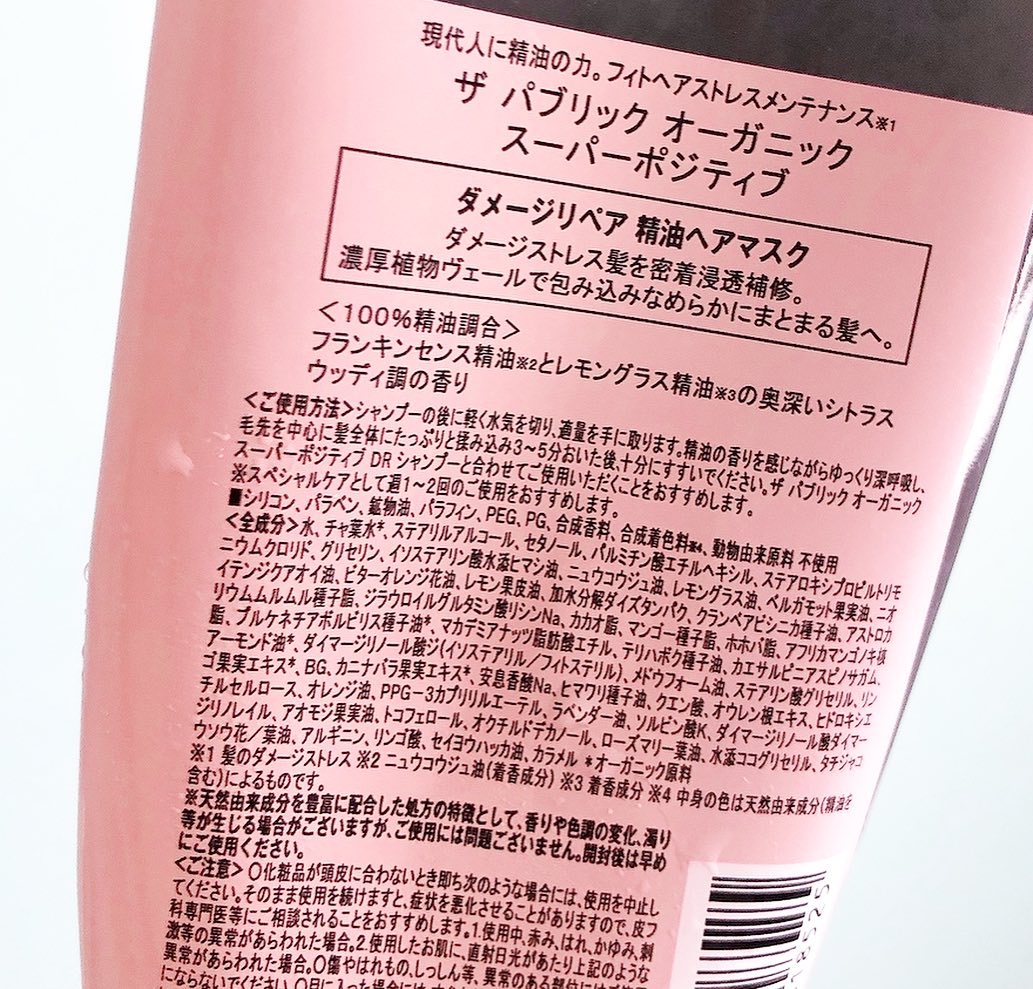 現代人に精油の力。フィトヘアストレスメンテナンス※1
ザ パブリック オーガニック
スーパーポジティブ
ダメージリペア 精油ヘアマスク
ダメージストレス髪を密着浸透補修。
濃厚植物ヴェールで包み込みなめらかにまとまる髪へ。
＜100%精油調合＞
フランキンセンス精油※2とレモングラス精油※3の奥深いシトラス
ウッディ調の香り
＜ご使用方法＞シャンプーの後に軽く水気を切り、適量を手に取ります。精油の香りを感じながらゆっくり深呼吸し、
毛先を中心に髪全体にたっぷりと揉み込み3～5分おいた後、十分にすすいでください。ザ パブリック オーガニック
スーパーポジティブ DR シャンプーと合わせてご使用いただくことをおすすめします。
※スペシャルケアとして週1～2回のご使用をおすすめします。
■シリコン、パラベン、鉱物油、パラフィン、PEG、PG、合成香料、合成着色料※4、動物由来原料 不使用
＜全成分＞水、チャ葉水*、ステアリルアルコール、セタノール、パルミチン酸エチルヘキシル、ステアロキシプロピルトリモ
ニウムクロリド、グリセリン、イソステアリン酸水添ヒマシ油、ニュウコウジュ油、レモングラス油、ベルガモット果実油、ニオ
イテンジクアオイ油、ビターオレンジ花油、レモン果皮油、加水分解ダイズタンパク、クランベアビシニカ種子油、アストロカ
リウムムルムル種子脂、ジラウロイルグルタミン酸リシンNa、カカオ脂、マンゴー種子脂、ホホバ脂、アフリカマンゴノキ核
脂、プルケネチアボルビリス種子油*、マカデミアナッツ脂肪酸エチル、テリハボク種子油、カエサルピニアスピノサガム、
アーモンド油*、ダイマージリノール酸ジ(イソステアリル／フィトステリル)、メドウフォーム油、ステアリン酸グリセリル、リン
ゴ果実エキス*、BG、カニナバラ果実エキス*、安息香酸Na、ヒマワリ種子油、クエン酸、オウレン根エキス、ヒドロキシエ
チルセルロース、オレンジ油、PPG－3カプリリルエーテル、ラベンダー油、ソルビン酸K、ダイマージリノール酸ダイマー
ジリノレイル、アオモジ果実油、トコフェロール、オクチルドデカノール、ローズマリー葉油、水添ココグリセリル、タチジャコ
ウソウ花／葉油、アルギニン、リンゴ酸、セイヨウハッカ油、カラメル *オーガニック原料
※1 髪のダメージストレス ※2 ニュウコウジュ油(着香成分) ※3 着香成分 ※4 中身の色は天然由来成分(精油を
含む)によるものです。
※天然由来成分を豊富に配合した処方の特徴として、香りや色調の変化、濁り
等が生じる場合がございますが、ご使用には問題ございません。開封後は早め
にご使用ください。
＜ご注意＞〇化粧品が頭皮に合わないとき即ち次のような場合には、使用を中止し
てください。そのまま使用を続けますと、症状を悪化させることがありますので、皮フ
科専門医等にご相談されることをおすすめします。1.使用中、赤み、はれ、かゆみ、刺
激等の異常があらわれた場合。2.使用したお肌に、直射日光があたり上記のような
異常があらわれた場合。〇傷やはれもの、しっしん等、異常のある部位には
にならないでください。〇目に入った場合には、